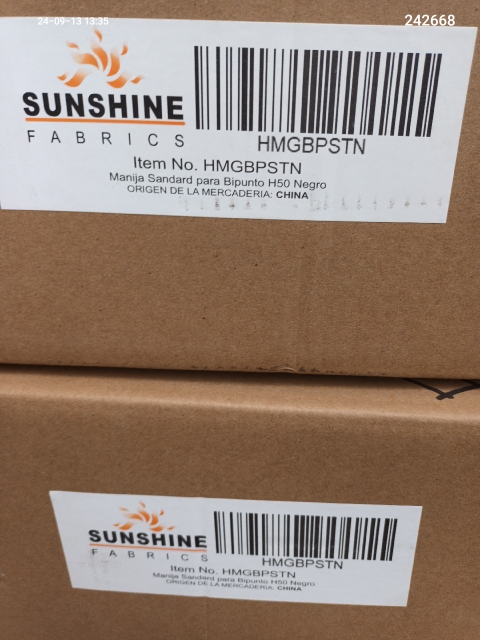 24-09-13 13:35
242668
SUNSHINE
FABRICS
HMGBPSTN
Item No. HMGBPSTN
Manija Sandard para Bipunto H50 Negro
ORIGEN DE LA MERCADERIA: CHINA
SUNSHINE
FABRICS
HMGBPSTN
Item No. HMGBPSTN
Manija Sandard para Bipunto H50 Negro
ORIGEN DE LA MERCADERIA: CHINA